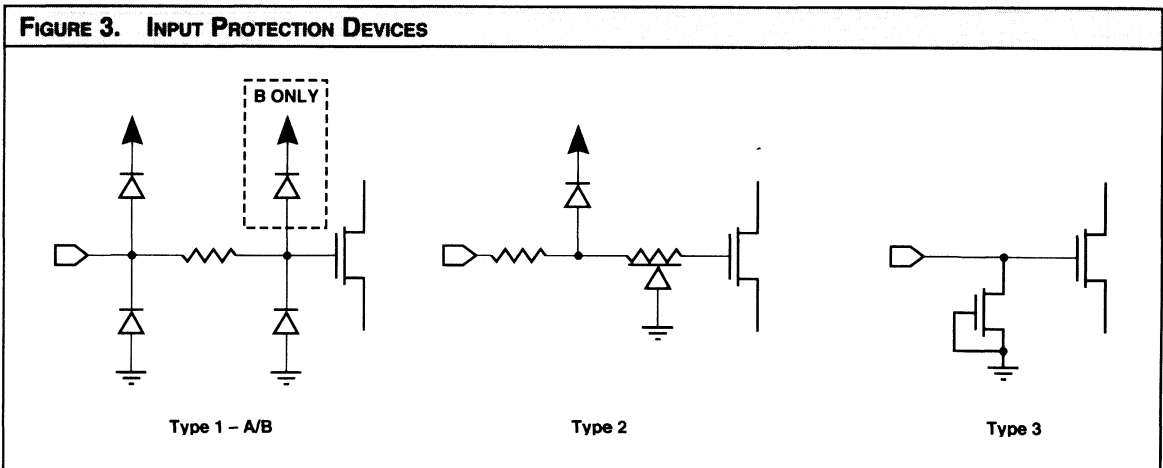 FIGURE 3. INPUT PROTECTION DEVICES
B ONLY
Type 1 – A/B
Type 2
Type 3